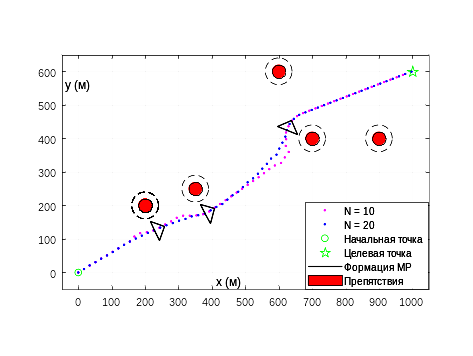 y (м)
600
500
400
300
200
100
0
0 100 200 300 400 500 600 700 800 900 1000
x (м)
N = 10
N = 20
Начальная точка
Целевая точка
Формация МР
Препятствия